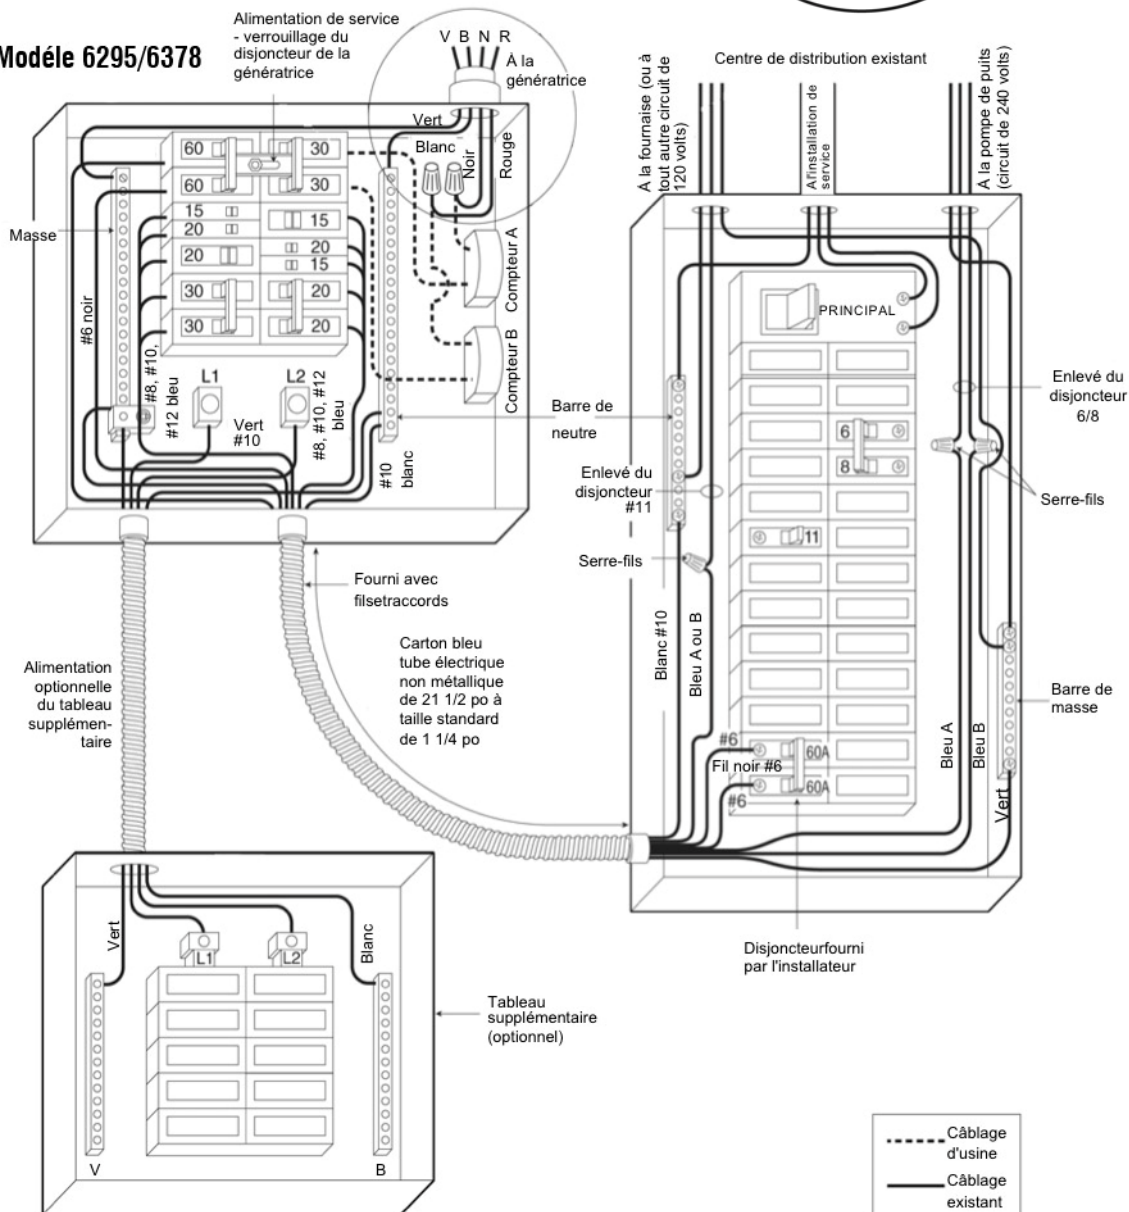 Modéle 6295/6378
Alimentation de service
- verrouillage du
disjoncteur de la
génératrice
V B N R
À la
génératrice
Vert
Blanc
Noir
Rouge
60
30
60
30
15
20
15
20
20
15
30
20
30
20
Masse
#6 noir
#8, #10,
#12 bleu
L1
L2
Vert
#10
#8, #10, #12
bleu
#10
blanc
Compteur A
Compteur B
Barre de
neutre
Fourni avec
filsetraccords
Carton bleu
tube électrique
non métallique
de 21 1/2 po à
taille standard
de 1 1/4 po
Alimentation
optionnelle
du tableau
supplémen-
taire
Vert
L1
L2
Blanc
V
B
Tableau
supplémentaire
(optionnel)
À la fournaise (ou à
tout autre circuit de
120 volts)
Centre de distribution existant
A l'installation de
service
À la pompe de puits
(circuit de 240 volts)
PRINCIPAL
6
8
11
Enlevé du
disjoncteur
6/8
Serre-fils
Enlevé du
disjoncteur
#11
Serre-fils
Blanc #10
Bleu A ou B
#6
60A
Fil noir #6
60A
#6
Bleu A
Bleu B
Vert
Barre de
masse
Disjoncteurfourni
par l'installateur
Câblage
d'usine
Câblage
existant